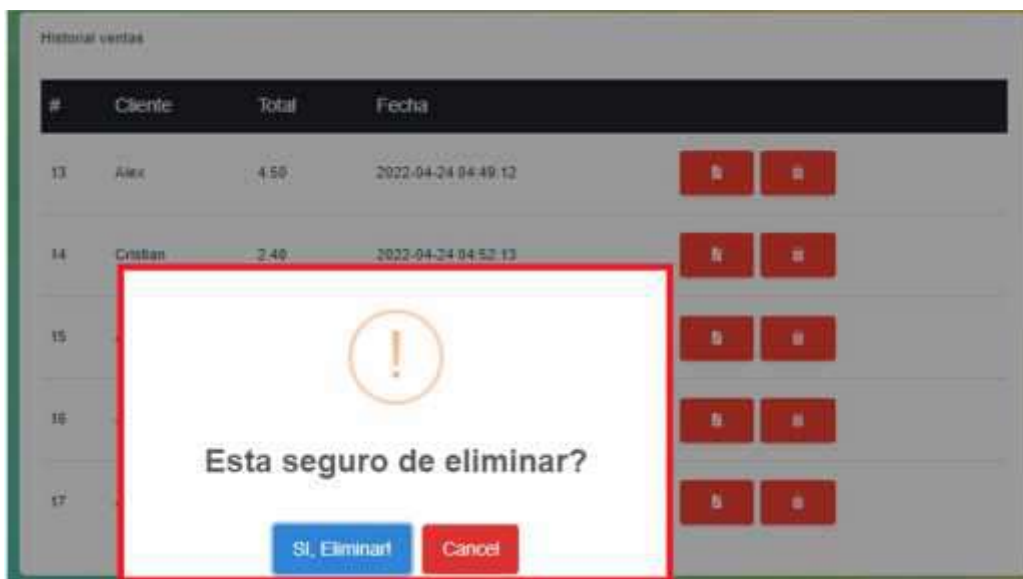 Historial ventas
# Cliente Total Fecha
13 Alex 4.50 2022-04-24 04:49:12
14 Cristian 2.40 2022-04-24 04:52:13
15
16
17
Esta seguro de eliminar?
SI, Eliminar! Cancel